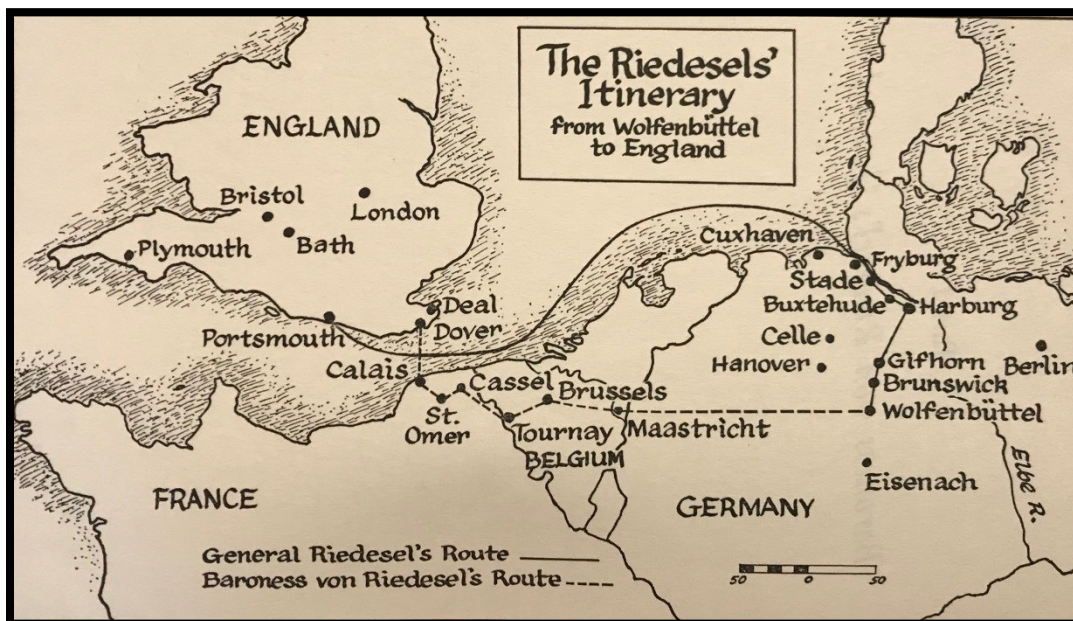 The Riedesels'
Itinerary
from Wolfenbüttel
to England
ENGLAND
Bristol
London
Bath
Plymouth
Deal
Dover
Portsmouth
Calais
Cassel
Brussels
St.
Omer
Tournay
Maastricht
BELGIUM
FRANCE
Cuxhaven
Fryburg
Stade
Buxtehude
Harburg
Celle
Hanover
Gifhorn
Berlin
Brunswick
Wolfenbüttel
Eisenach
Elbe R.
GERMANY
General Riedesel's Route
Baroness von Riedesel's Route
50 0 50